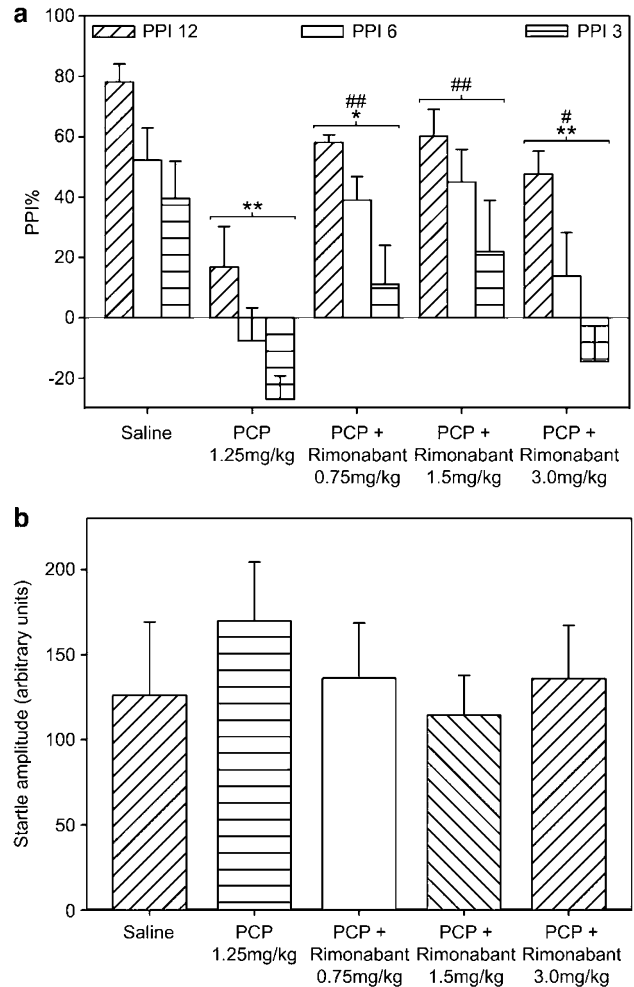 a
100
PPI 12 PPI 6 PPI 3
80
60
40
20
0
-20
PPI%
##
*
##
#
**
**
Saline
PCP
1.25mg/kg
PCP +
Rimonabant
0.75mg/kg
PCP +
Rimonabant
1.5mg/kg
PCP +
Rimonabant
3.0mg/kg
b
Startle amplitude (arbitrary units)
200
150
100
50
0
Saline
PCP
1.25mg/kg
PCP +
Rimonabant
0.75mg/kg
PCP +
Rimonabant
1.5mg/kg
PCP +
Rimonabant
3.0mg/kg